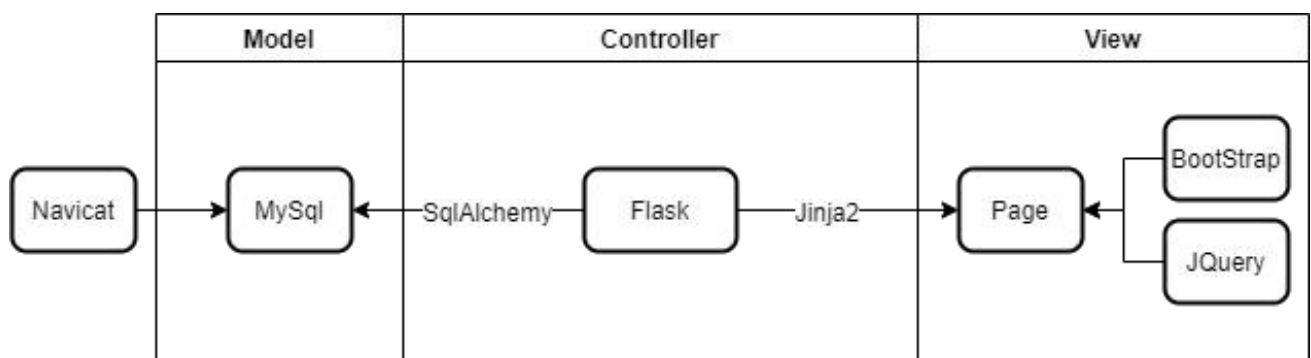 Model
Controller
View
Navicat
MySql
SqlAlchemy
Flask
Jinja2
Page
BootStrap
JQuery